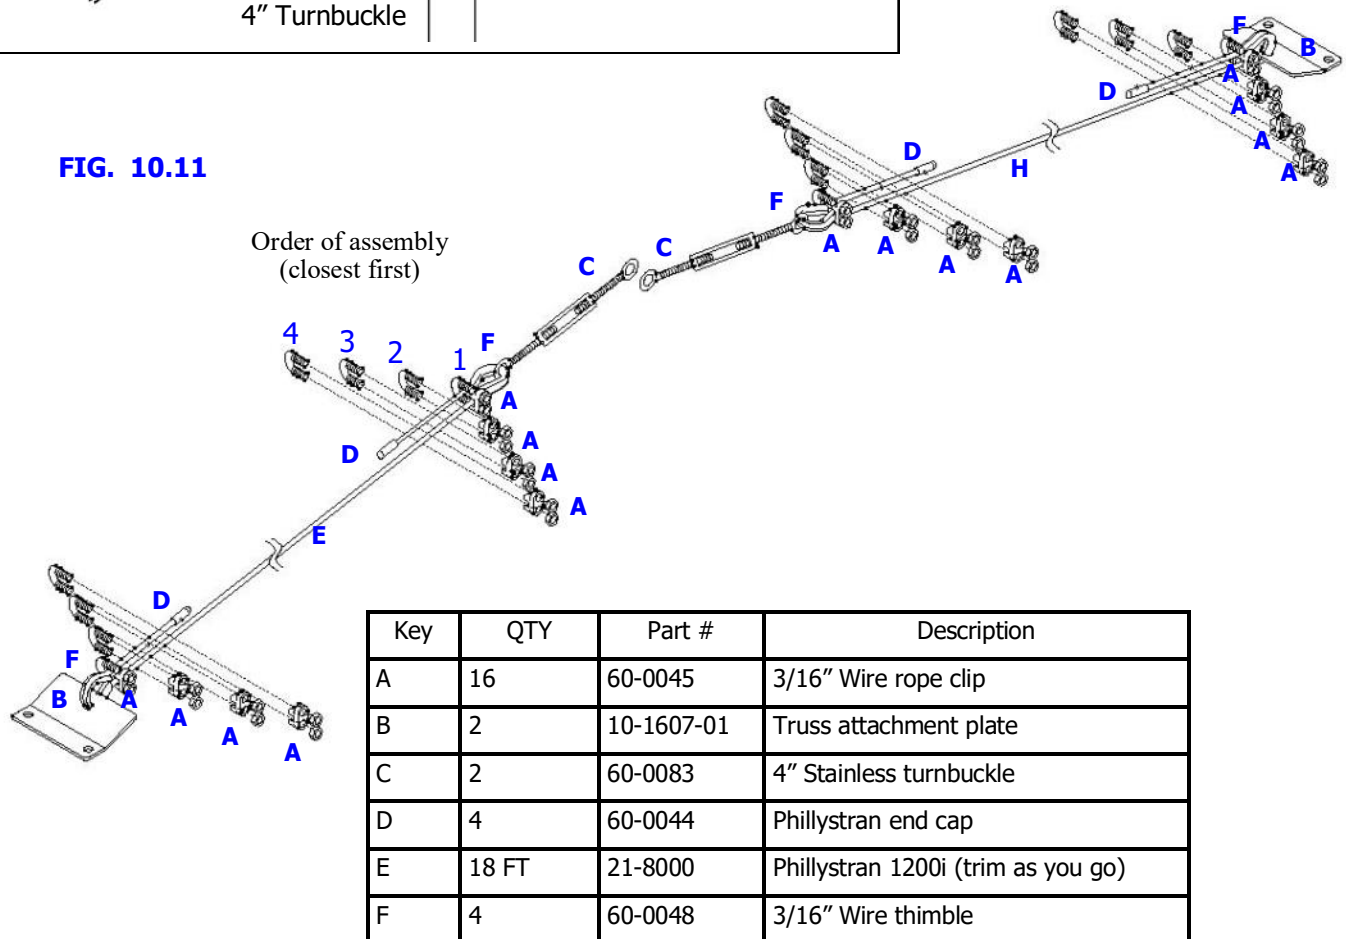 4” Turnbuckle
FIG. 10.11
Order of assembly
(closest first)
F
B
A
D
A
A
A
H
D
F
A
A
A
A
C
C
4
3
2
1
F
A
A
A
A
D
E
D
F
B
A
A
A
A
Key QTY Part # Description
A 16 60-0045 3/16” Wire rope clip
B 2 10-1607-01 Truss attachment plate
C 2 60-0083 4” Stainless turnbuckle
D 4 60-0044 Phillystran end cap
E 18 FT 21-8000 Phillystran 1200i (trim as you go)
F 4 60-0048 3/16” Wire thimble